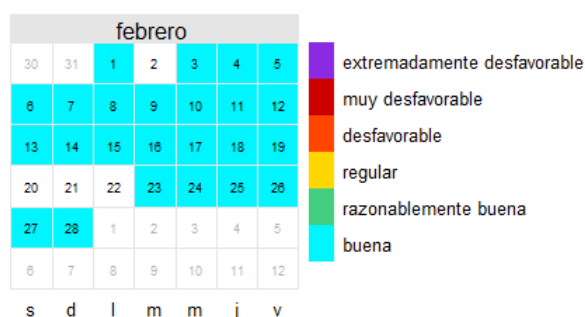 febrero
30 31 1 2 3 4 5
6 7 8 9 10 11 12
13 14 15 16 17 18 19
20 21 22 23 24 25 26
27 28 1 2 3 4 5
6 7 8 9 10 11 12
s d l m m j v
extremadamente desfavorable
muy desfavorable
desfavorable
regular
razonablemente buena
buena